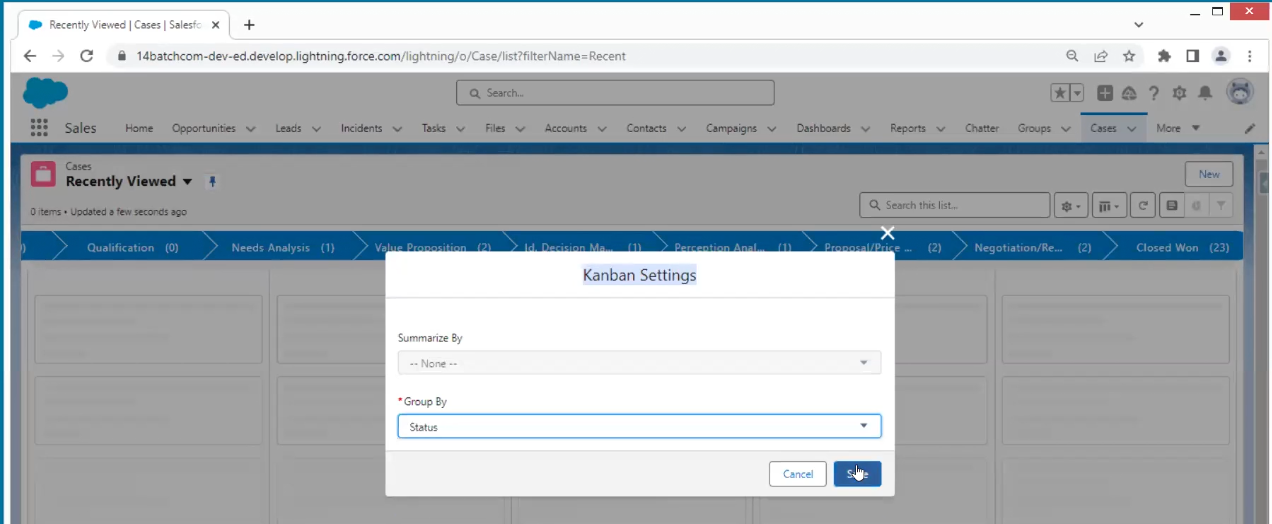 Recently Viewed | Cases | Salesfo
14batchcom-dev-ed.develop.lightning.force.com/lightning/o/Case/list?filterName=Recent
Search...
Sales Home Opportunities Leads Incidents Tasks Files Accounts Contacts Campaigns Dashboards Reports Chatter Groups Cases More
Cases
Recently Viewed
New
0 items • Updated a few seconds ago
Search this list...
) Qualification (0) Needs Analysis (1) Value Proposition (2) Id. Decision Ma... (1) Perception Anal... (1) Proposal/Price ... (2) Negotiation/Re... (2) Closed Won (23)
Kanban Settings
Summarize By
-- None --
*Group By
Status
Cancel